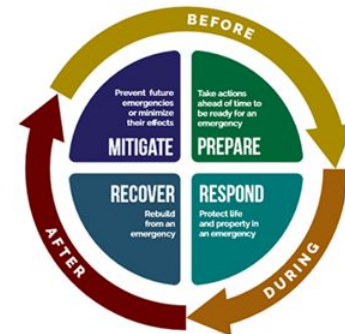 BEFORE
Prevent future
emergencies
or minimize
their effects
MITIGATE
Take actions
ahead of time to
be ready for an
emergency
PREPARE
RECOVER
Rebuild
from an
emergency
RESPOND
Protect life
and property in
an emergency
AFTER
DURING